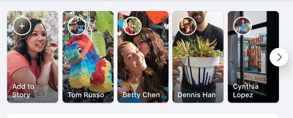 Add to
Story
Tom Russo
Betty Chen
Dennis Han
Cynthia
Lopez